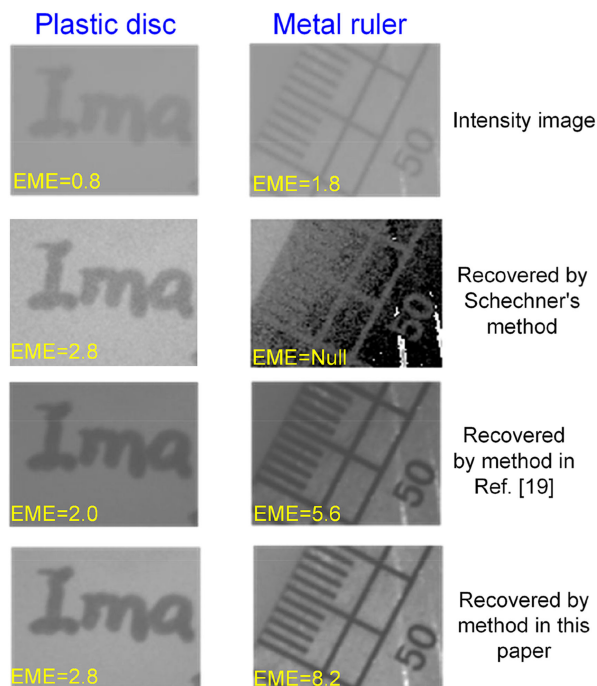 Plastic disc
Metal ruler
Ima
EME=0.8
50
EME=1.8
Intensity image
Ima
EME=2.8
50
EME=Null
Recovered by
Schechner's
method
Ima
EME=2.0
50
EME=5.6
Recovered
by method in
Ref. [19]
Ima
EME=2.8
50
EME=8.2
Recovered by
method in this
paper